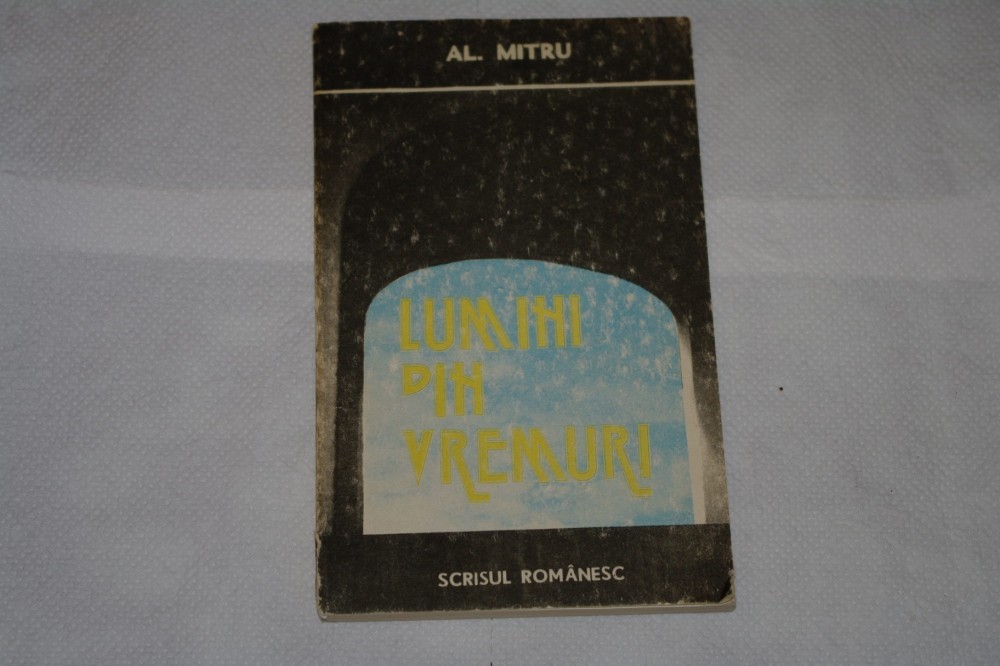 AL. MITRU
LUMINI
DIN
VREMURI
SCRISUL ROMÂNESC